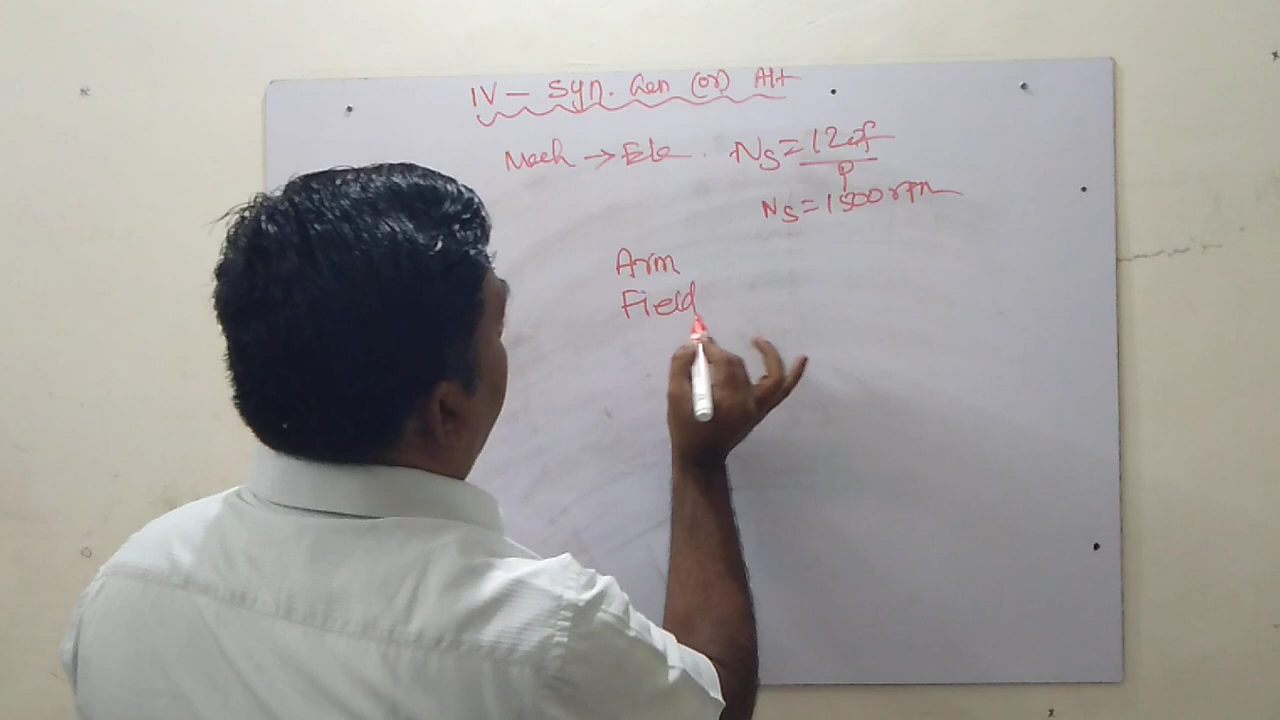 IV - Syn. Gen (or) Alt
Mech → Ele. Ns = 120f/P
Ns = 1500 rpm
Arm
Field